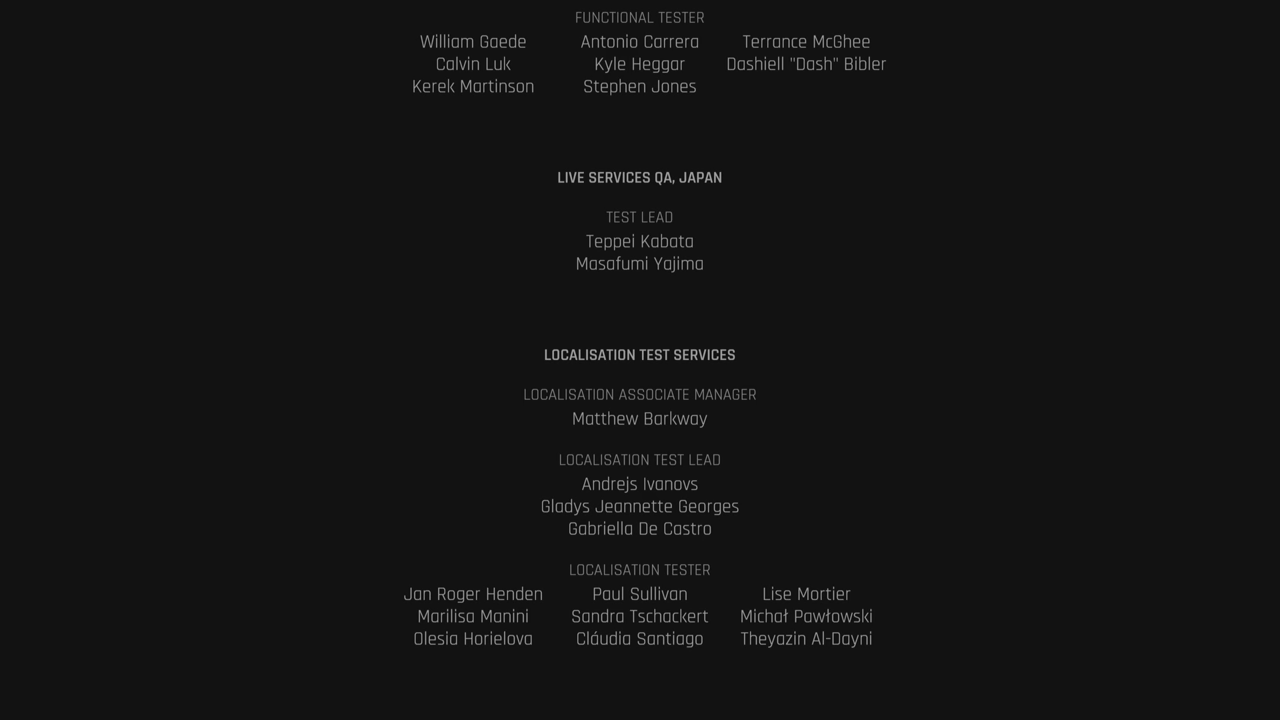 FUNCTIONAL TESTER
William Gaede Antonio Carrera Terrance McGhee
Calvin Luk Kyle Heggar Dashiell "Dash" Bibler
Kerek Martinson Stephen Jones
LIVE SERVICES QA, JAPAN
TEST LEAD
Teppei Kabata
Masafumi Yajima
LOCALISATION TEST SERVICES
LOCALISATION ASSOCIATE MANAGER
Matthew Barkway
LOCALISATION TEST LEAD
Andrejs Ivanovs
Gladys Jeannette Georges
Gabriella De Castro
LOCALISATION TESTER
Jan Roger Henden Paul Sullivan Lise Mortier
Marilisa Manini Sandra Tschackert Michał Pawłowski
Olesia Horielova Cláudia Santiago Theyazin Al-Dayni